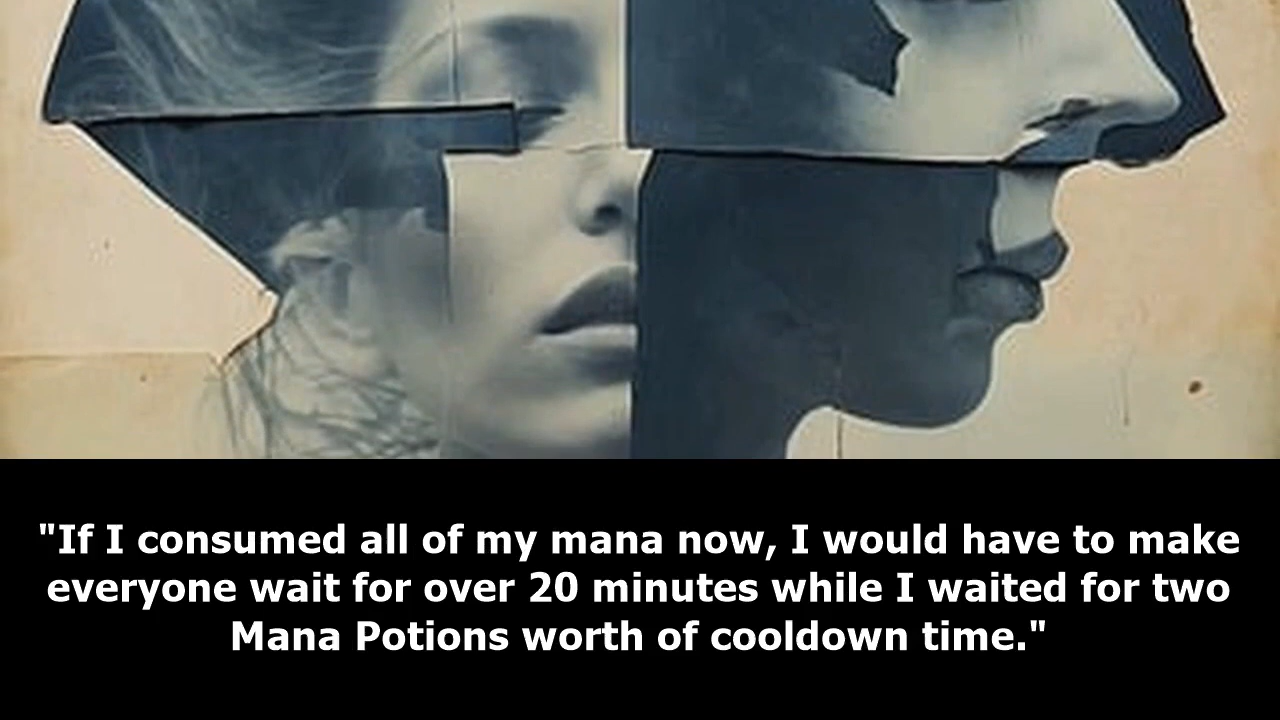 "If I consumed all of my mana now, I would have to make
everyone wait for over 20 minutes while I waited for two
Mana Potions worth of cooldown time."